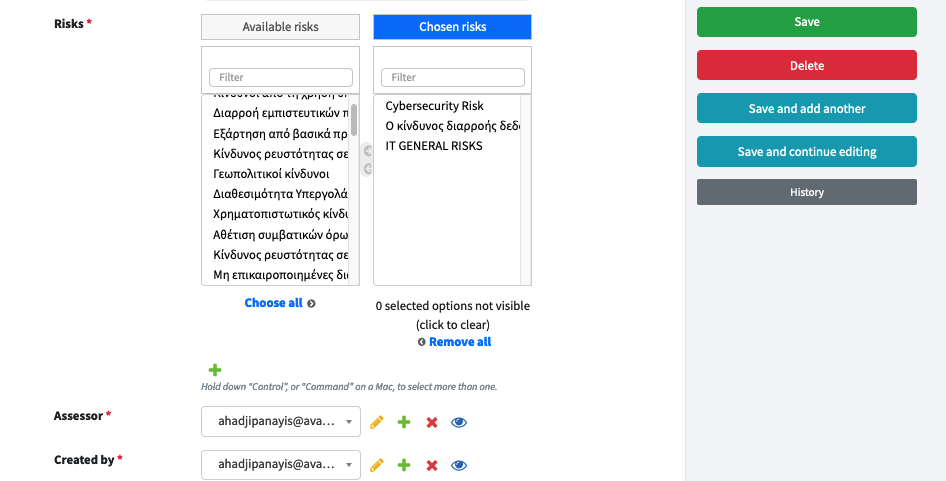 Risks *
Available risks
Chosen risks
Filter
Filter
Διαρροή εμπιστευτικών
Εξάρτηση από βασικά πρ
Κίνδυνος ρευστότητας σε
Γεωπολιτικοί κίνδυνοι
Διαθεσιμότητα Υπεργολά
Χρηματοπιστωτικός κίνδυ
Αθέτιση συμβατικών όρω
Κίνδυνος ρευστότητας σε
Μη επικαιροποιημένες δι
Cybersecurity Risk
Ο κίνδυνος διαρροής δεδο
IT GENERAL RISKS
Choose all
0 selected options not visible
(click to clear)
Remove all
Hold down “Control”, or “Command” on a Mac, to select more than one.
Assessor *
ahadjipanayis@ava…
Created by *
ahadjipanayis@ava…
Save
Delete
Save and add another
Save and continue editing
History